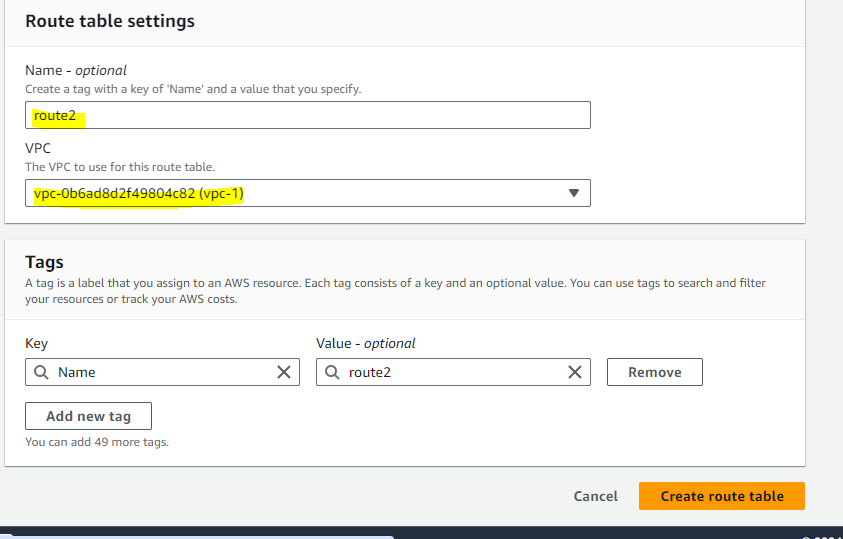 Route table settings
Name - optional
Create a tag with a key of 'Name' and a value that you specify.
route2
VPC
The VPC to use for this route table.
vpc-0b6ad8d2f49804c82 (vpc-1)
Tags
A tag is a label that you assign to an AWS resource. Each tag consists of a key and an optional value. You can use tags to search and filter
your resources or track your AWS costs.
Key
Value - optional
Name
route2
Remove
Add new tag
You can add 49 more tags.
Cancel
Create route table